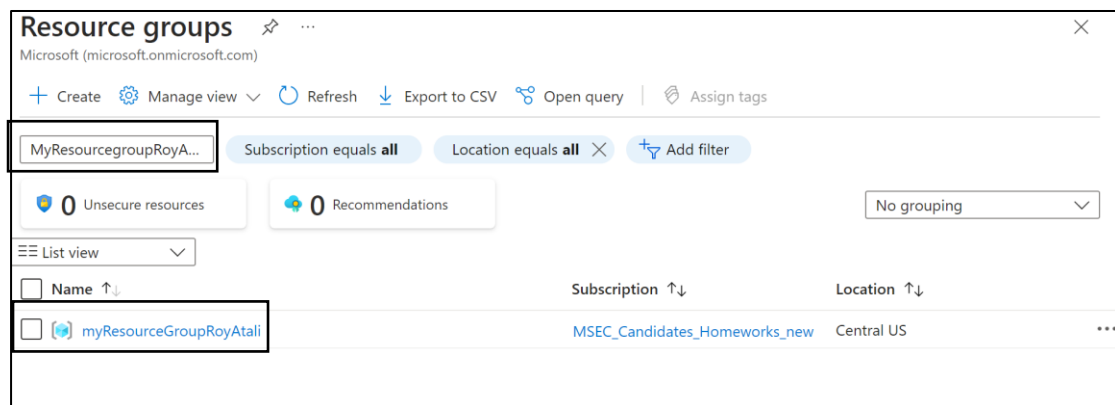 Resource groups ...
Microsoft (microsoft.onmicrosoft.com)
Create Manage view Refresh Export to CSV Open query Assign tags
MyResourcegroupRoyA... Subscription equals all Location equals all Add filter
0 Unsecure resources 0 Recommendations No grouping
List view
Name Subscription Location
myResourceGroupRoyAtali MSEC_Candidates_Homeworks_new Central US